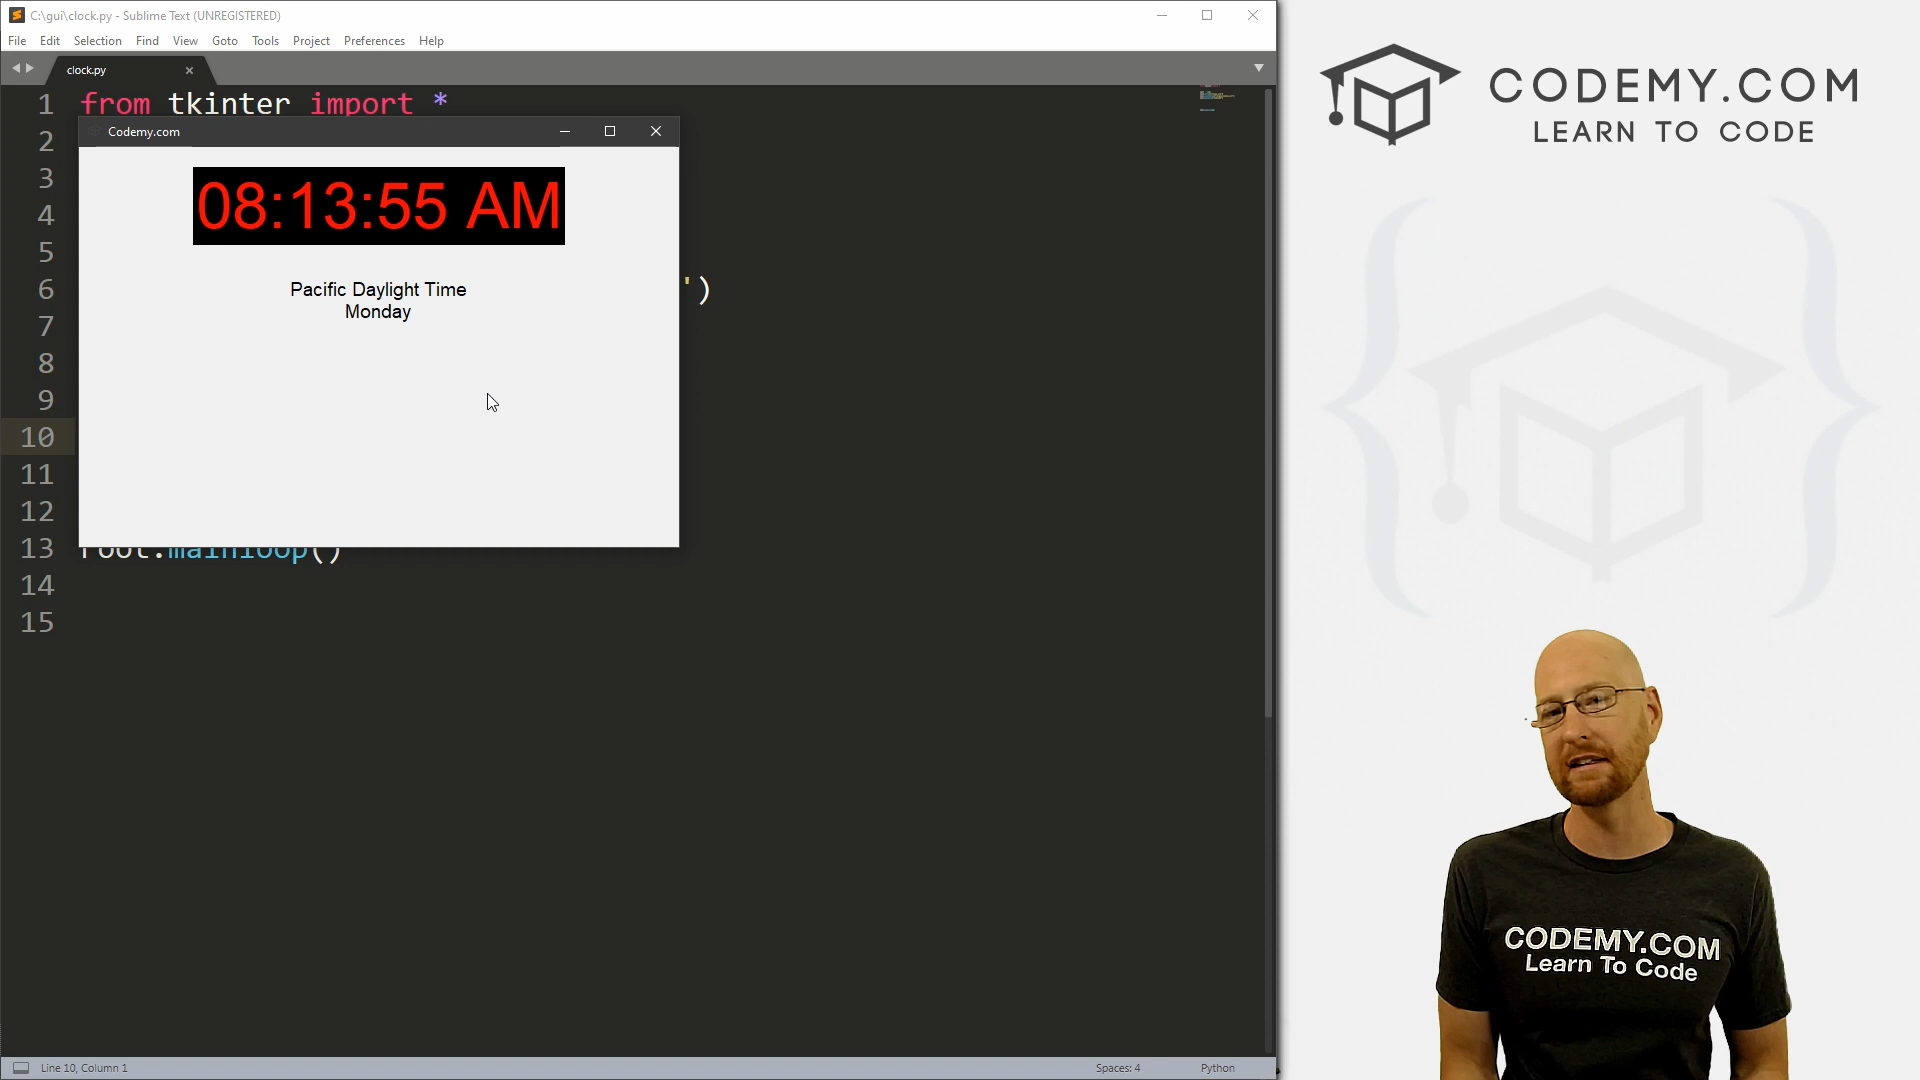 C:\gui\clock.py - Sublime Text (UNREGISTERED)
File Edit Selection Find View Goto Tools Project Preferences Help
clock.py
1 from tkinter import *
Codemy.com
2
3
08:13:55 AM
4
5
Pacific Daylight Time
6 ')
Monday
7
8
9
10
11
12
13 root.mainloop()
14
15
Line 10, Column 1
Spaces: 4
Python
CODEMY.COM
LEARN TO CODE
CODEMY.COM
Learn To Code